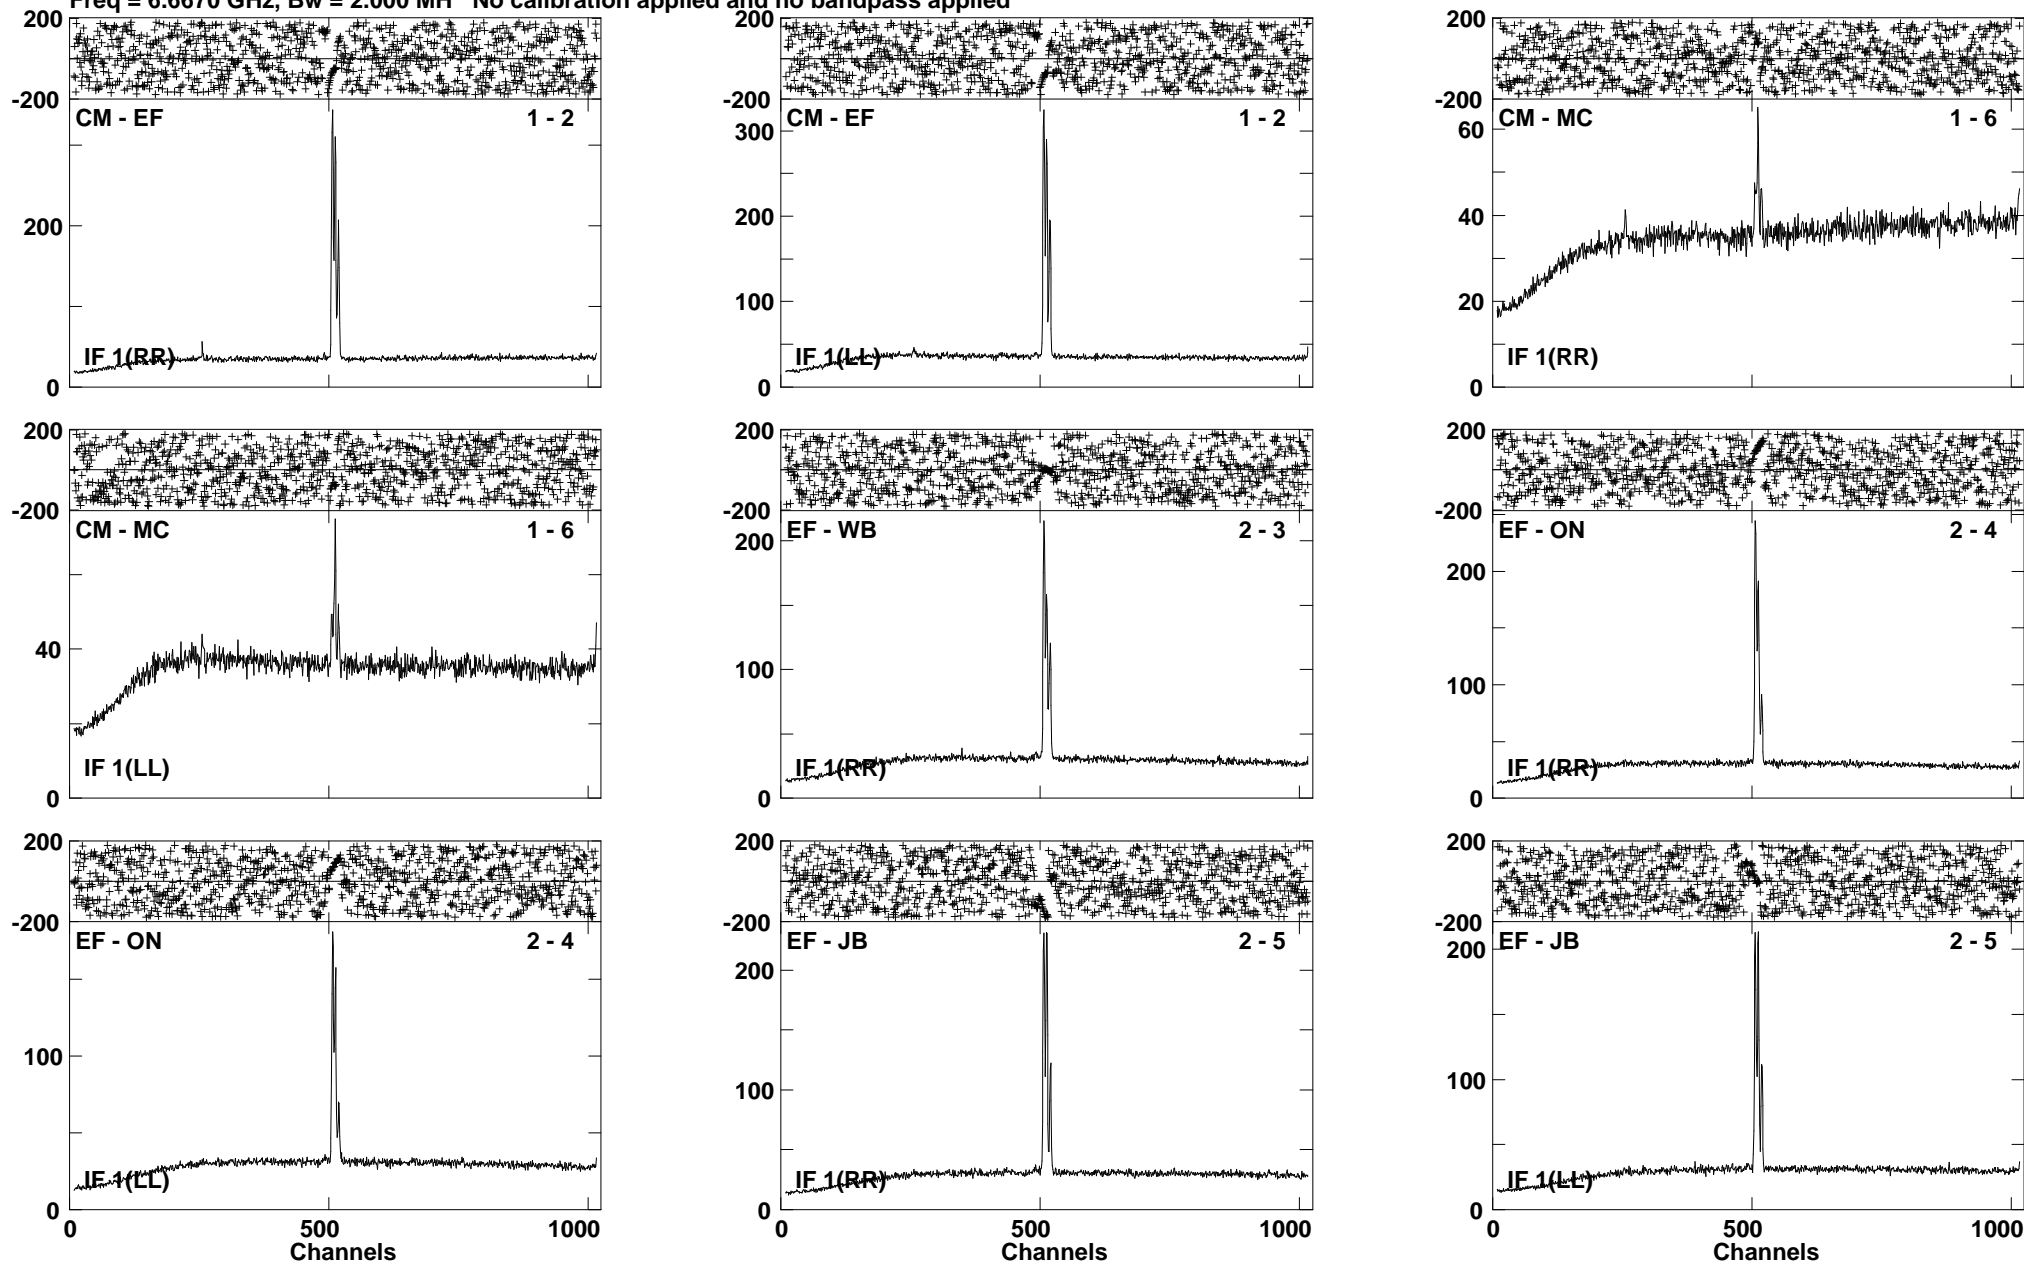 Freq = 6.6670 GHz, Bw = 2.000 MH   No calibration applied and no bandpass applied
200
-200
CM - EF 1 - 2
200
0
IF 1(RR)
200
-200
CM - EF 1 - 2
300
200
100
0
IF 1(LL)
200
-200
CM - MC 1 - 6
60
40
20
0
IF 1(RR)
200
-200
CM - MC 1 - 6
40
0
IF 1(LL)
200
-200
EF - WB 2 - 3
200
100
0
IF 1(RR)
200
-200
EF - ON 2 - 4
200
100
0
IF 1(RR)
200
-200
EF - ON 2 - 4
100
0
IF 1(LL)
0 500 1000
Channels
200
-200
EF - JB 2 - 5
200
100
0
IF 1(RR)
0 500 1000
Channels
200
-200
EF - JB 2 - 5
200
100
0
IF 1(LL)
0 500 1000
Channels